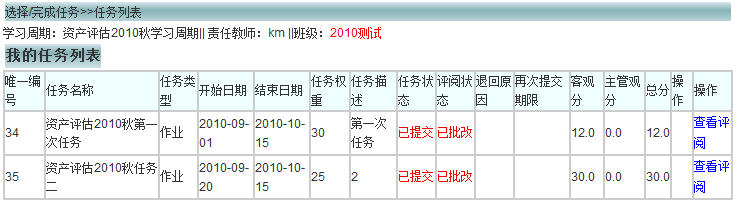 选择/完成任务>>任务列表
学习周期：资产评估2010秋学习周期|| 责任教师：km ||班级：2010测试
我的任务列表
唯一编号 任务名称 任务类型 开始日期 结束日期 任务权重 任务描述 任务状态 评阅状态 退回原因 再次提交期限 客观分 主管观分 总分 操作 操作
34 资产评估2010秋第一次任务 作业 2010-09-01 2010-10-15 30 第一次任务 已提交 已批改 12.0 0.0 12.0 查看评阅
35 资产评估2010秋任务二 作业 2010-09-20 2010-10-15 25 2 已提交 已批改 30.0 0.0 30.0 查看评阅